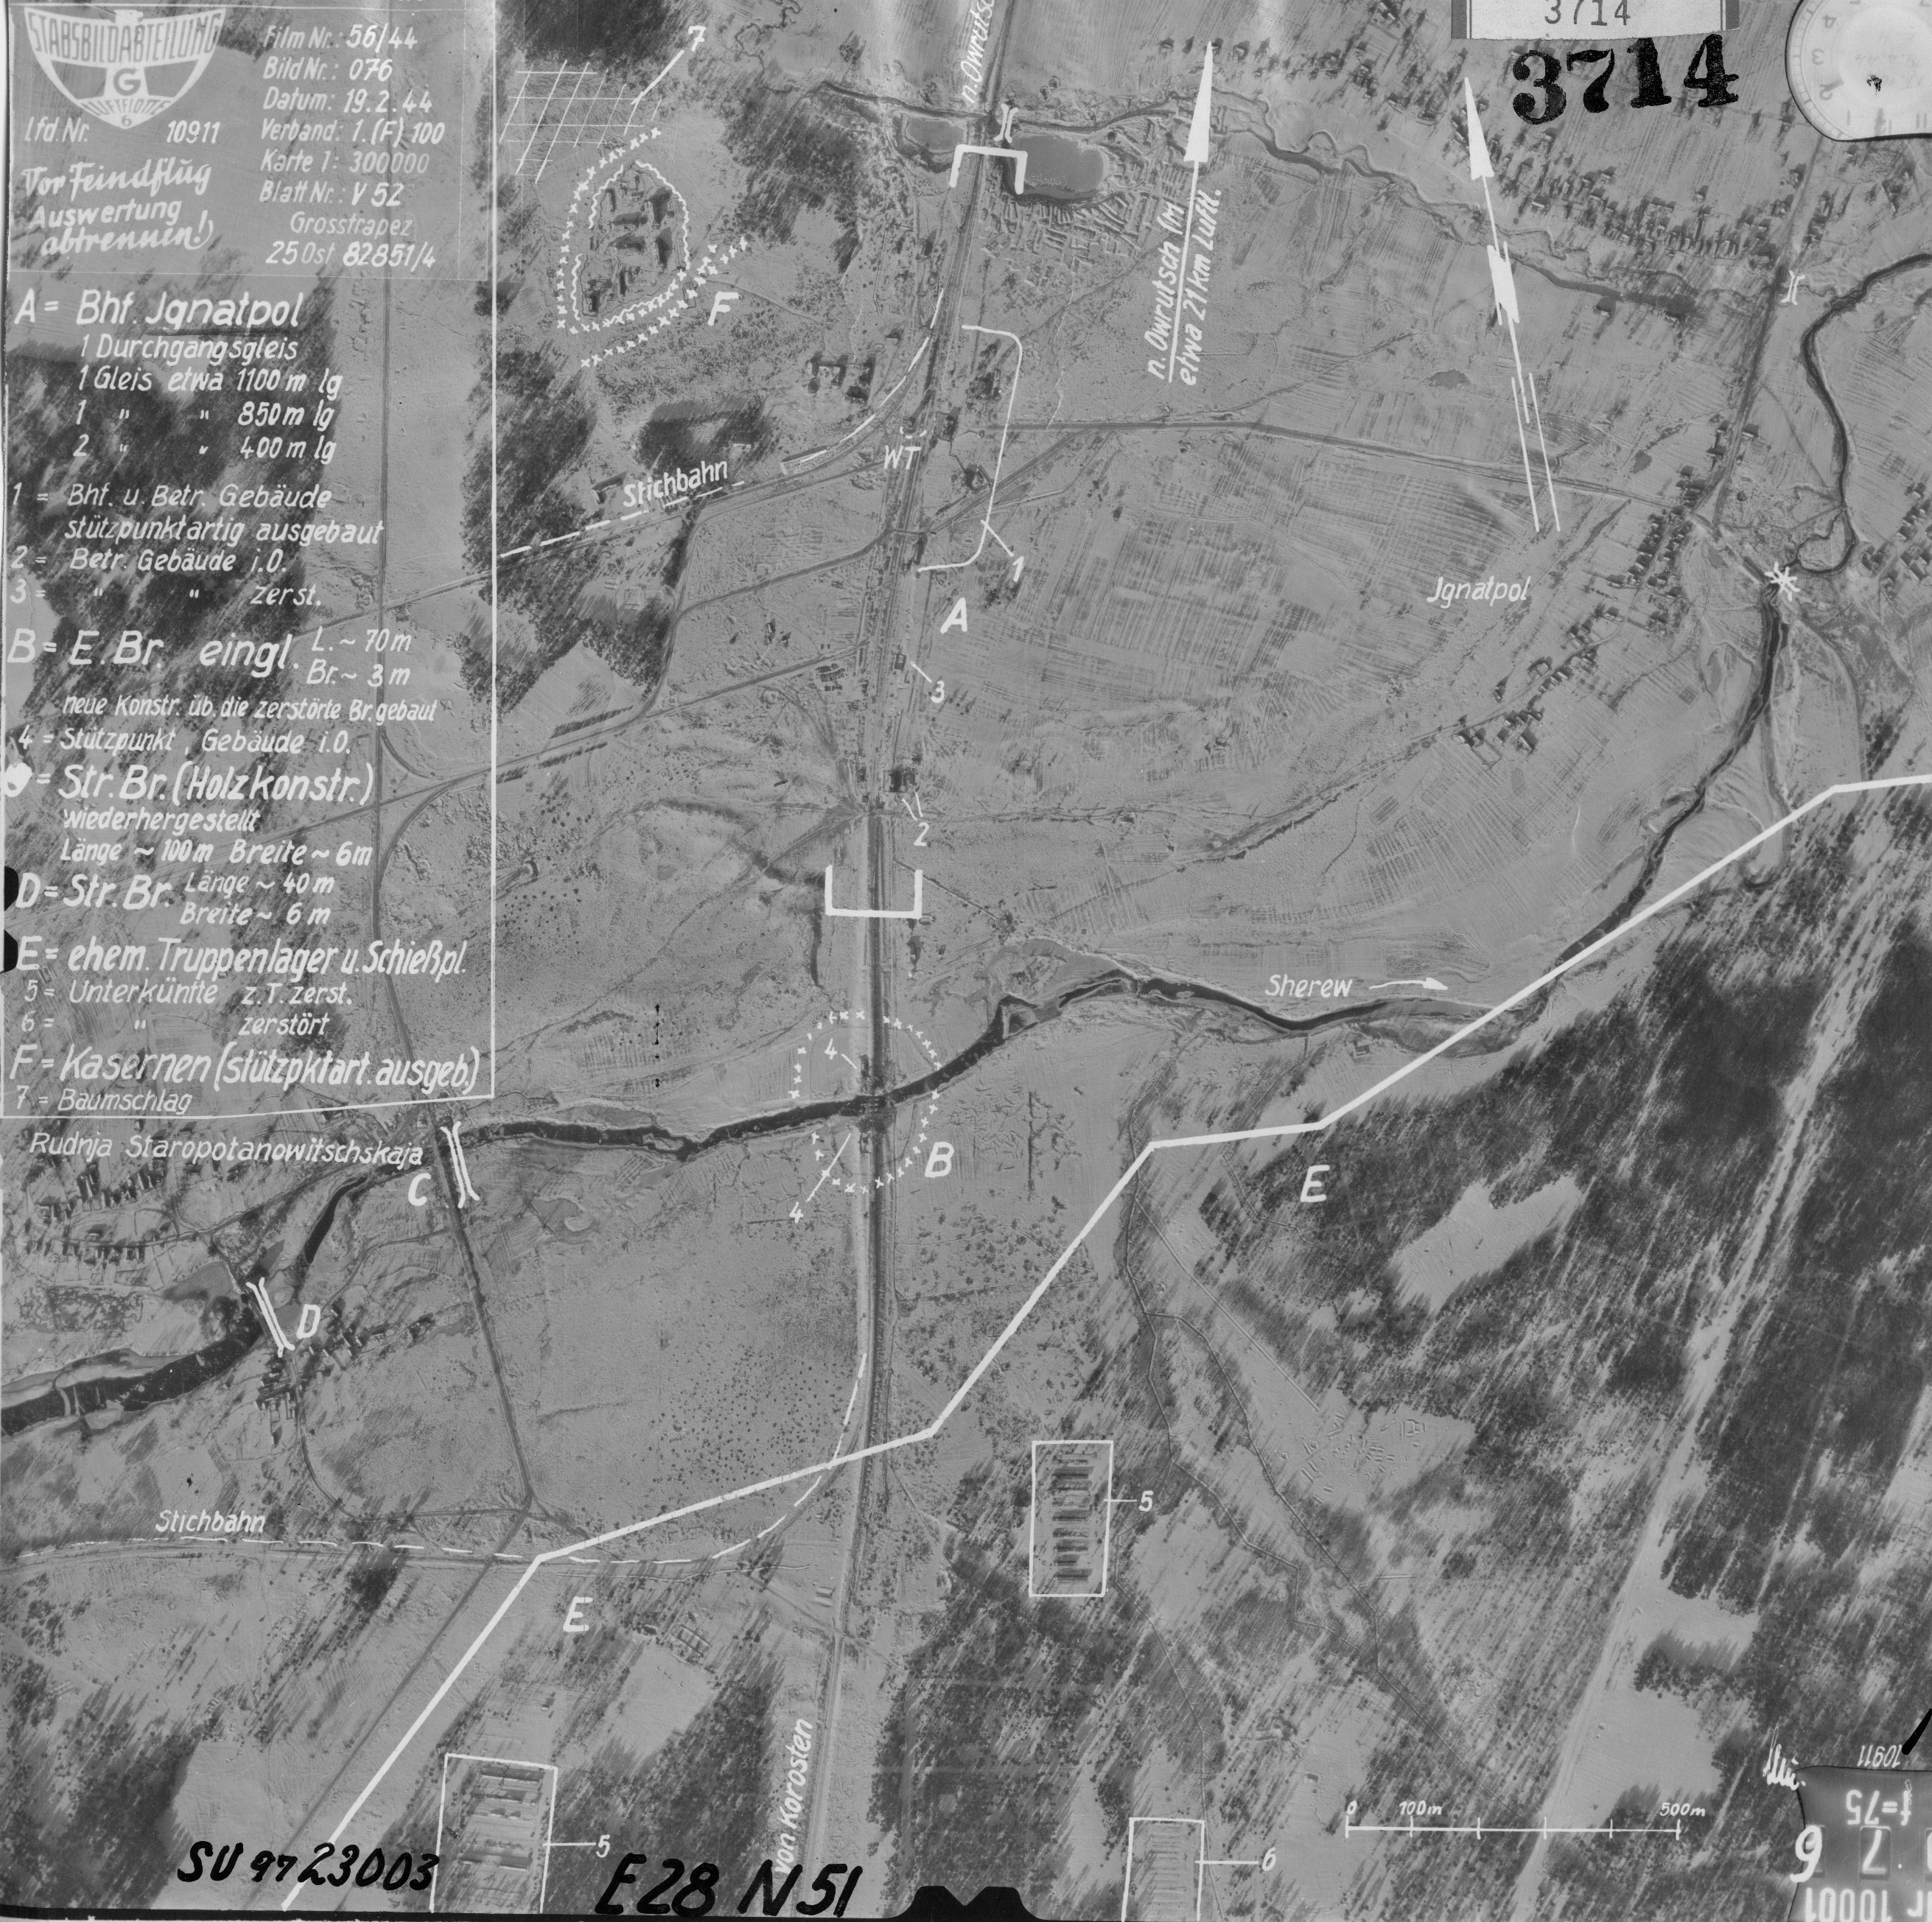 STABSBILDABTEILUNG
G
LUFTFLOTTE
6
Lfd. Nr. 10911
Vor Feindflug
Auswertung
abtrennen!
Film Nr.: 56/44
Bild Nr.: 076
Datum: 19.2.44
Verband: 1.(F) 100
Karte 1: 300000
Blatt Nr.: V 52
Grosstrapez
25 Ost 82851/4
A = Bhf. Jgnatpol
1 Durchgangsgleis
1 Gleis etwa 1100 m lg
1 " " 850 m lg
2 " " 400 m lg
1 = Bhf. u. Betr. Gebäude
stützpunktartig ausgebaut
2 = Betr. Gebäude i.O.
3 = " " zerst.
B = E.Br. eingl. L. ~ 70 m
Br. ~ 3 m
neue Konstr. üb. die zerstörte Br. gebaut
4 = Stützpunkt, Gebäude i.O.
= Str. Br. (Holzkonstr.)
wiederhergestellt
Länge ~ 100 m Breite ~ 6 m
D = Str. Br. Länge ~ 40 m
Breite ~ 6 m
E = ehem. Truppenlager u. Schießpl.
5 = Unterkünfte z.T. zerst.
6 = " zerstört
F = Kasernen (stützpktart. ausgeb.)
7 = Baumschlag
7
n. Owrutsch
3714
3714
F
n. Owrutsch (m
etwa 21 km Luftl.
Stichbahn
WT
1
A
Jgnatpol
3
2
Sherew
4
B
4
Rudnja Staropotanowitschskaja
C
E
D
5
Stichbahn
E
von Korosten
0 100m 500m
10911
f=75
5
6
SU 97 23003
E28 N51
6 7
10001